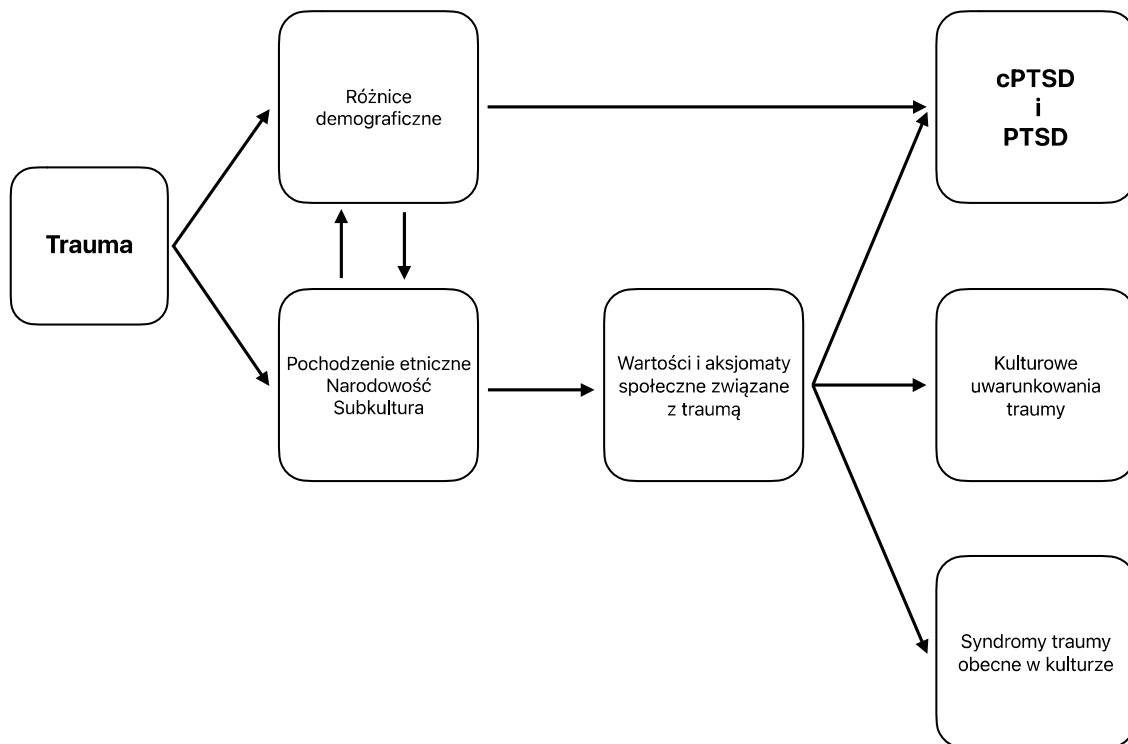 Różnice
demograficzne
cPTSD
i
PTSD
Trauma
Pochodzenie etniczne
Narodowość
Subkultura
Wartości i aksjomaty
społeczne związane
z traumą
Kulturowe
uwarunkowania
traumy
Syndromy traumy
obecne w kulturze